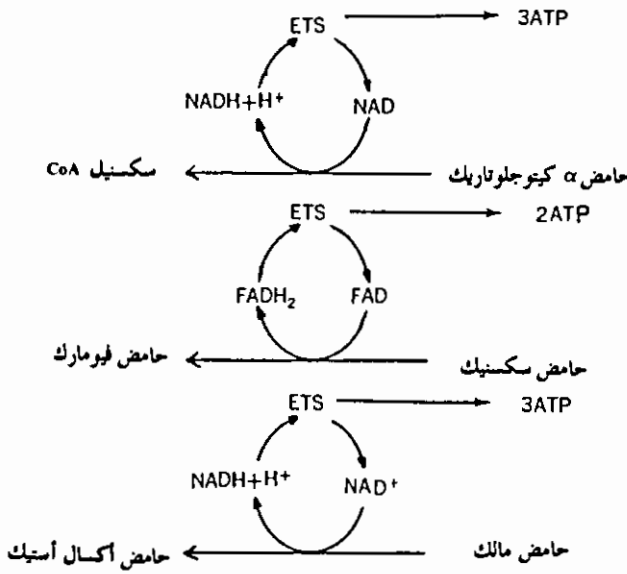 ETS 3ATP
NADH+H⁺ NAD
حامض α كيتوجلوتاريك سكسنيل CoA
ETS 2ATP
FADH₂ FAD
حامض سكسنيك حامض فيومارك
ETS 3ATP
NADH+H⁺ NAD⁺
حامض مالك حامض أكسال أستيك